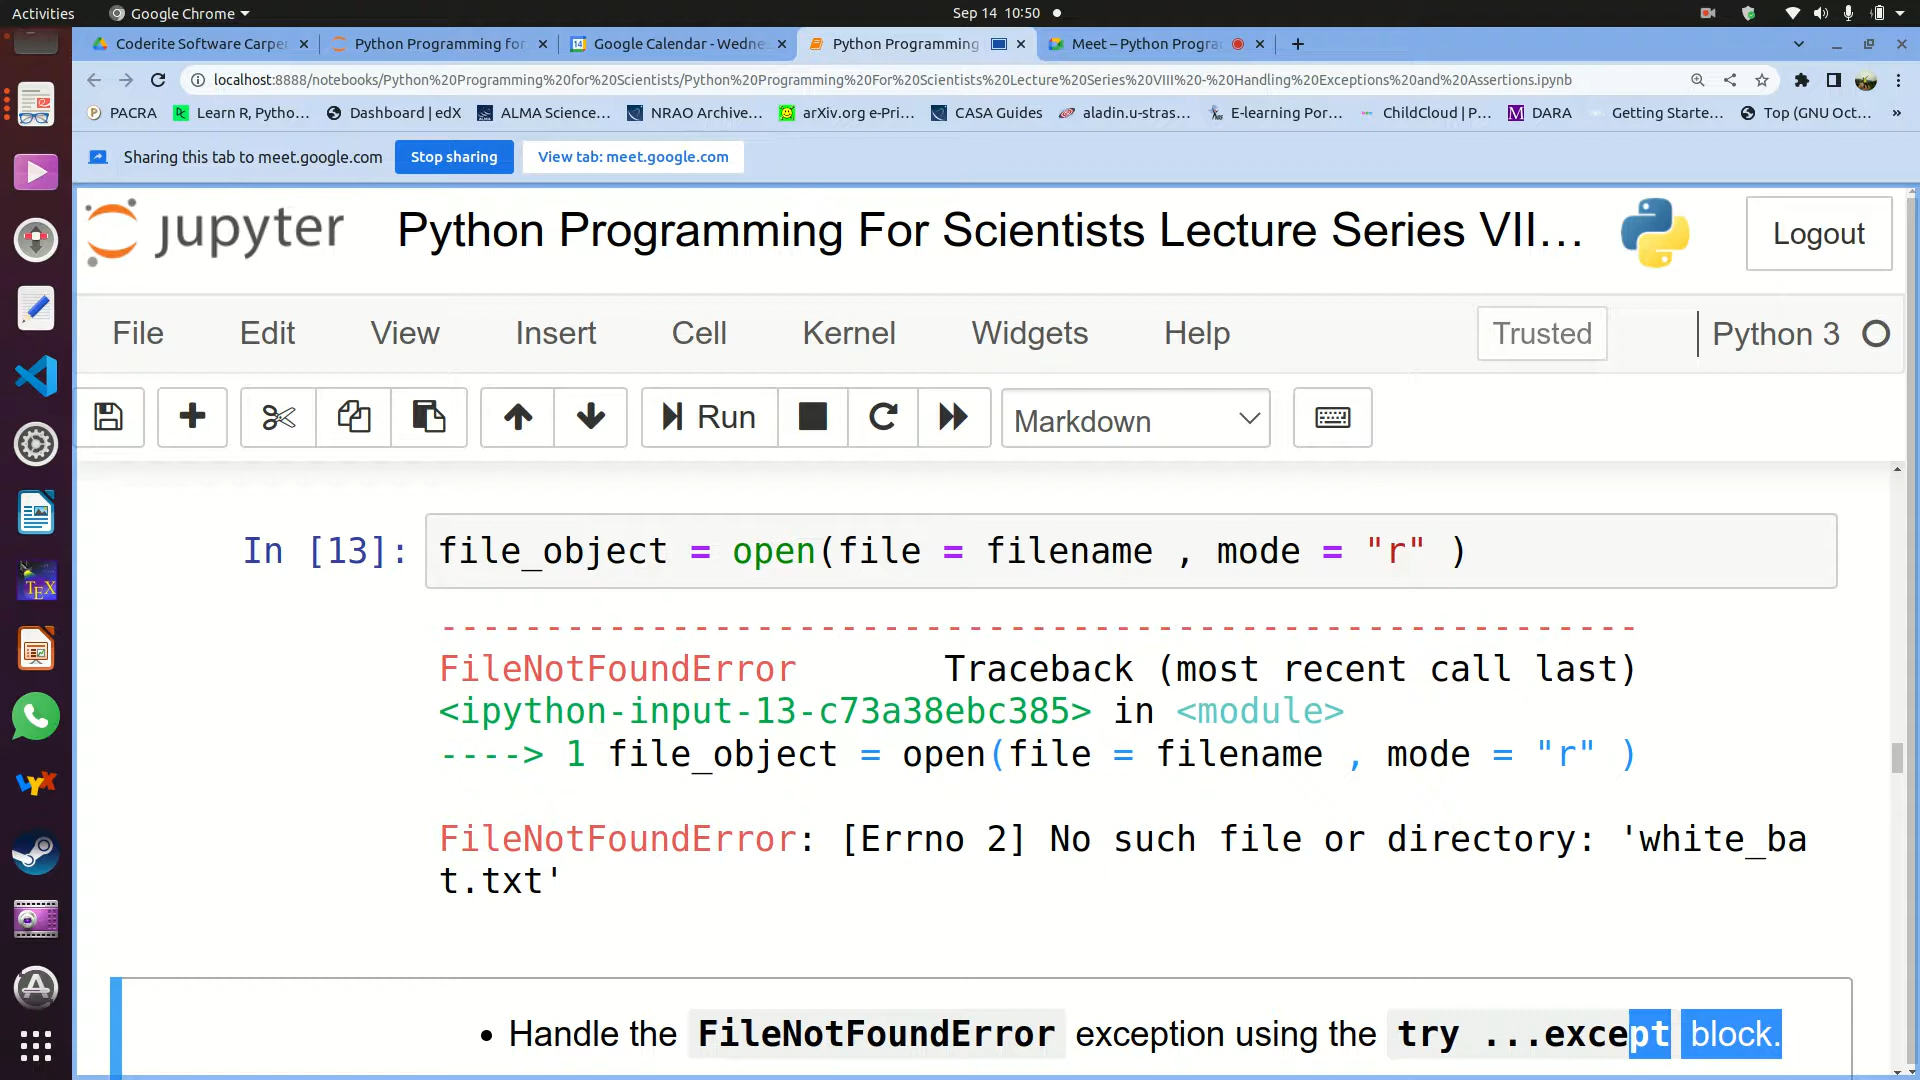 Activities Google Chrome Sep 14 10:50
Coderite Software Carpe Python Programming for Google Calendar - Wedne Python Programming Meet – Python Progra
localhost:8888/notebooks/Python%20Programming%20for%20Scientists/Python%20Programming%20For%20Scientists%20Lecture%20Series%20VIII%20-%20Handling%20Exceptions%20and%20Assertions.ipynb
PACRA Learn R, Pytho... Dashboard | edX ALMA Science... NRAO Archive... arXiv.org e-Pri... CASA Guides aladin.u-stras... E-learning Por... ChildCloud | P... DARA Getting Starte... Top (GNU Oct... »
Sharing this tab to meet.google.com Stop sharing View tab: meet.google.com
jupyter Python Programming For Scientists Lecture Series VII... Logout
File Edit View Insert Cell Kernel Widgets Help Trusted Python 3
Run Markdown
In [13]: file_object = open(file = filename , mode = "r" )
---------------------------------------------------------
FileNotFoundError Traceback (most recent call last)
<ipython-input-13-c73a38ebc385> in <module>
----> 1 file_object = open(file = filename , mode = "r" )
FileNotFoundError: [Errno 2] No such file or directory: 'white_ba
t.txt'
• Handle the FileNotFoundError exception using the try ...except block.
TEX
LYX